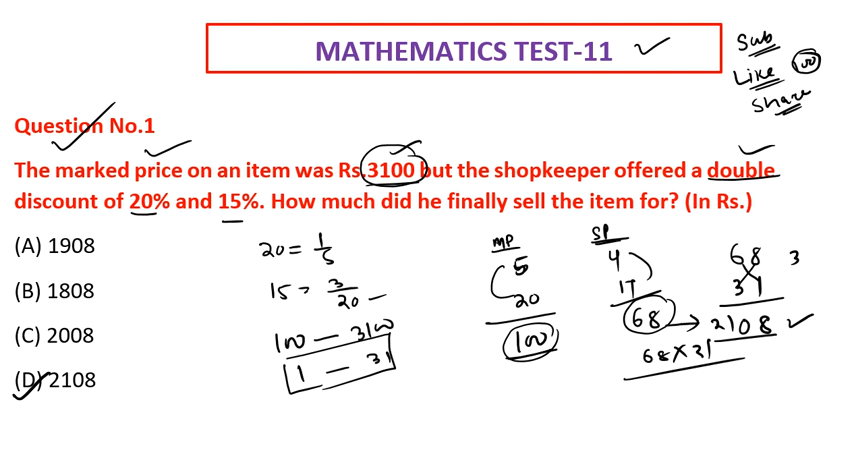 MATHEMATICS TEST-11
Sub
Like 100
Share
Question No.1
The marked price on an item was Rs.3100 but the shopkeeper offered a double
discount of 20% and 15%. How much did he finally sell the item for? (In Rs.)
(A) 1908
(B) 1808
(C) 2008
(D) 2108
20 = 1/5
15 = 3/20
100 — 3100
1 — 31
MP
5
20
100
SP
4
17
68 → 2108
68 3
31
68 x 31